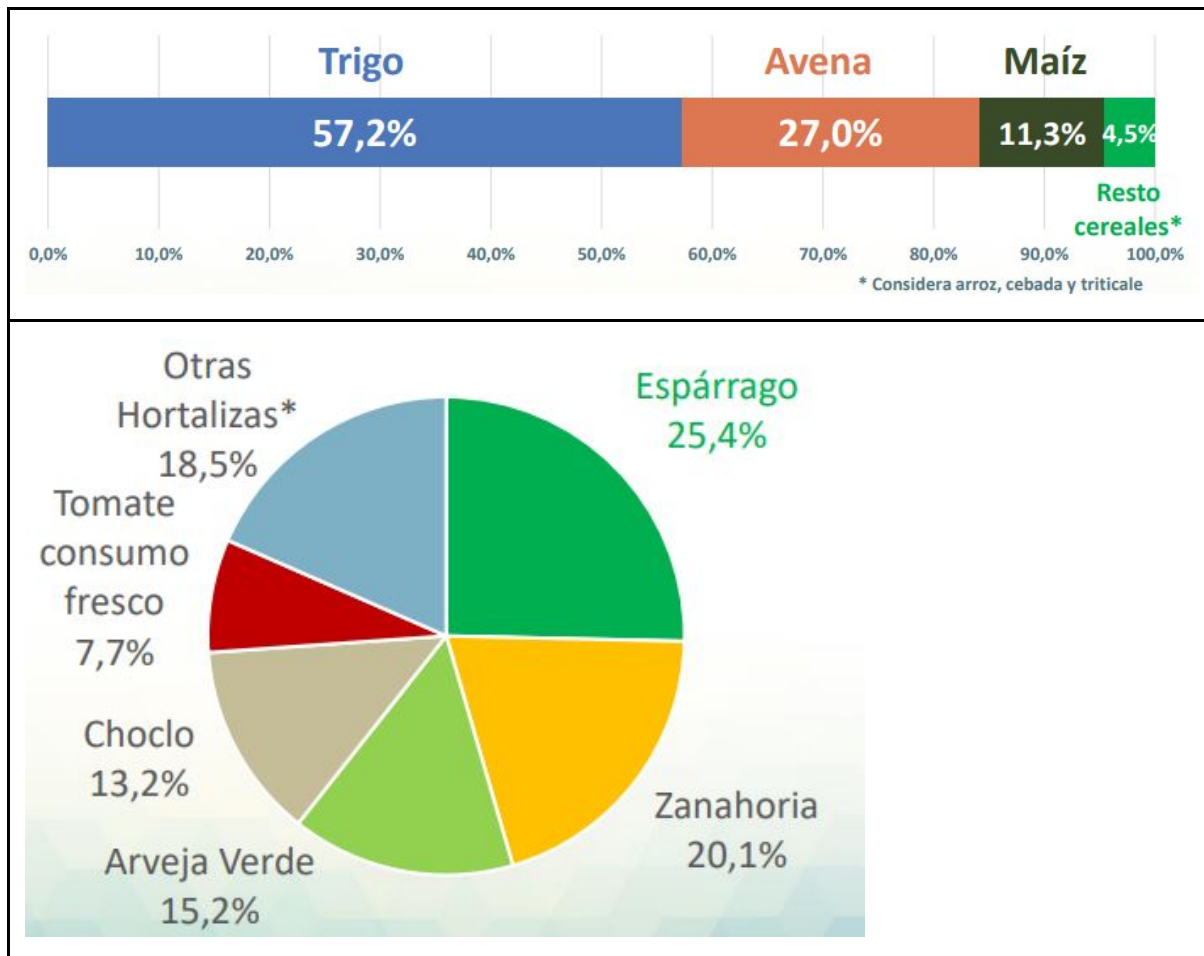 Trigo
Avena
Maíz
57,2%
27,0%
11,3%
4,5%
Resto
cereales*
0,0%
10,0%
20,0%
30,0%
40,0%
50,0%
60,0%
70,0%
80,0%
90,0%
100,0%
* Considera arroz, cebada y triticale
Otras
Hortalizas*
18,5%
Espárrago
25,4%
Tomate
consumo
fresco
7,7%
Choclo
13,2%
Zanahoria
20,1%
Arveja Verde
15,2%